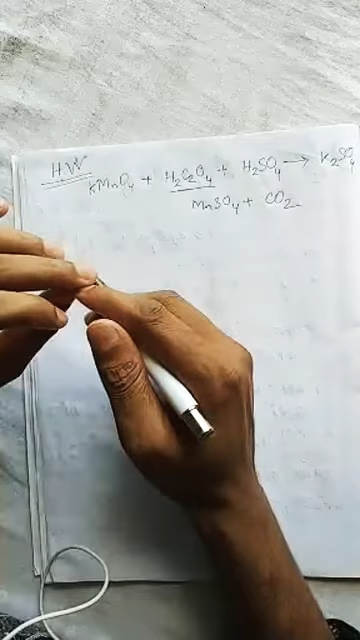 HW
KMnO₄ + H₂C₂O₄ + H₂SO₄ → K₂SO₄
MnSO₄ + CO₂